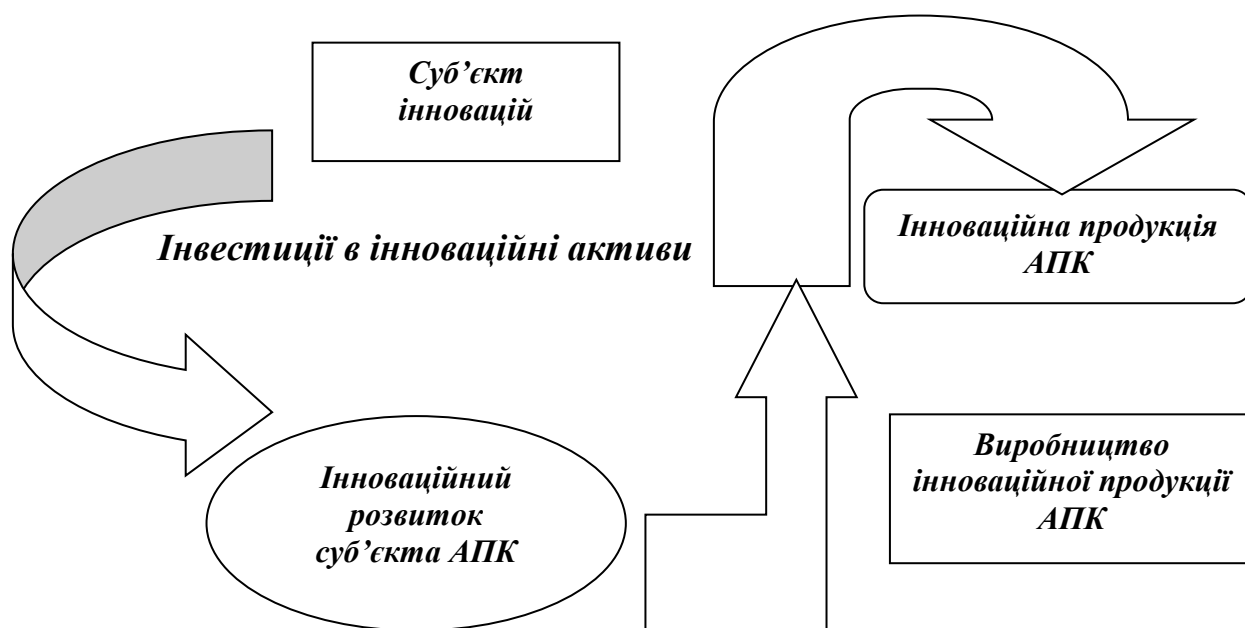 Суб’єкт
інновацій
Інвестиції в інноваційні активи
Інноваційна продукція
АПК
Інноваційний
розвиток
суб’єкта АПК
Виробництво
інноваційної продукції
АПК